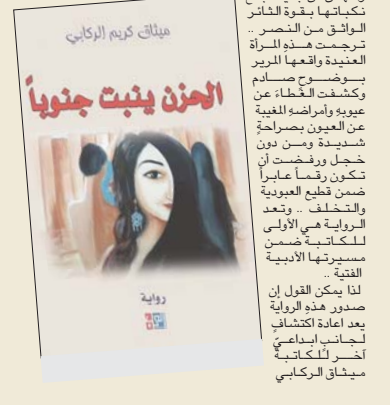 نكباتها بقوة الثائر
الواثق من النصر ..
ترجمت هذهِ المرأة
العنيدة واقعها المرير
بوضوح صادم
وكشفت الغطاءَ عن
عيوبهِ وأمراضهِ المغيبة
عن العيون بصراحةٍ
شديدة ومن دون
خجل ورفضت أن
تكون رقماً عابراً
ضمن قطيع العبودية
والتخلف .. وتعد
الرواية هي الأولى
للكاتبة ضمن
مسيرتها الأدبية
الفتية ..
لذا يمكن القول إن
صدور هذهِ الرواية
يعد اعادة اكتشافٍ
لجانبٍ ابداعيّ
آخر للكاتبة
ميثاق الركابي
ميثاق كريم الركابي
الحزن ينبت جنوباً
رواية